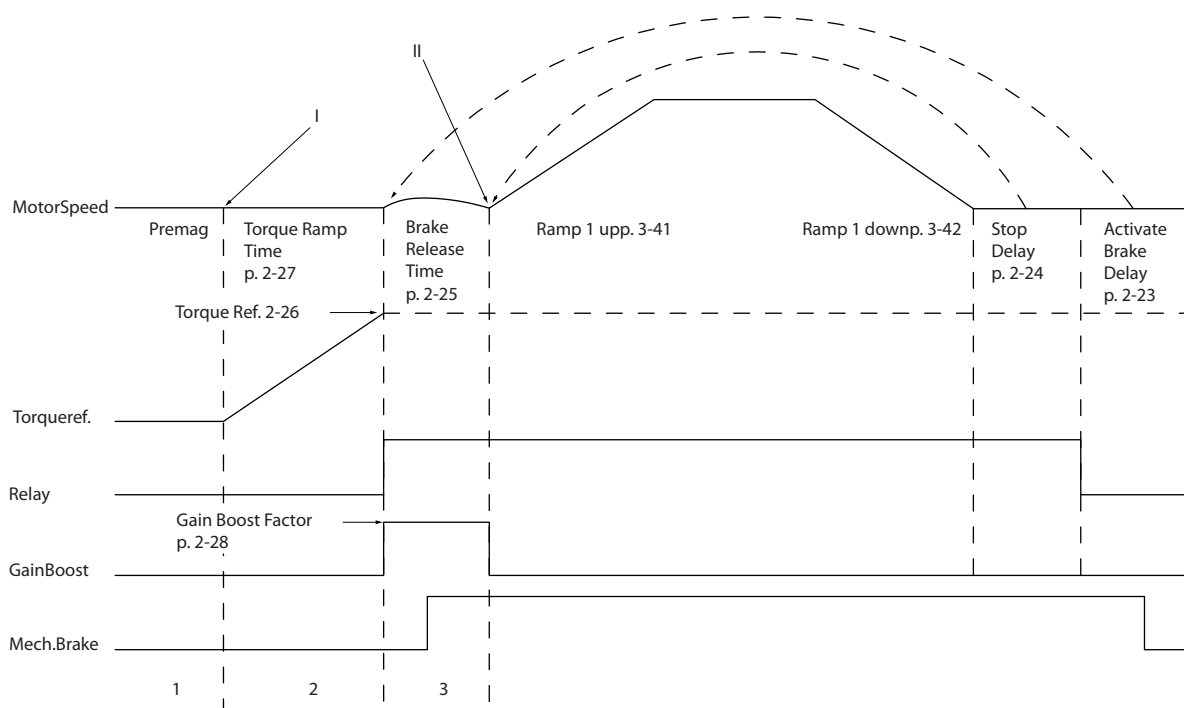 II
I
MotorSpeed
Premag
Torque Ramp
Time
p. 2-27
Brake
Release
Time
p. 2-25
Ramp 1 upp. 3-41
Ramp 1 downp. 3-42
Stop
Delay
p. 2-24
Activate
Brake
Delay
p. 2-23
Torque Ref. 2-26
Torqueref.
Relay
Gain Boost Factor
p. 2-28
GainBoost
Mech.Brake
1
2
3